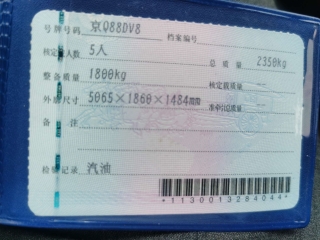 号牌号码 京Q88DV8 档案编号
核定人数 5人 总质量 2350kg
整备质量 1800kg 核定载质量 ——
外廓尺寸 5065×1860×1484mm 准牵引总质量 ——
备注
检验记录 汽油
*1130013284044*